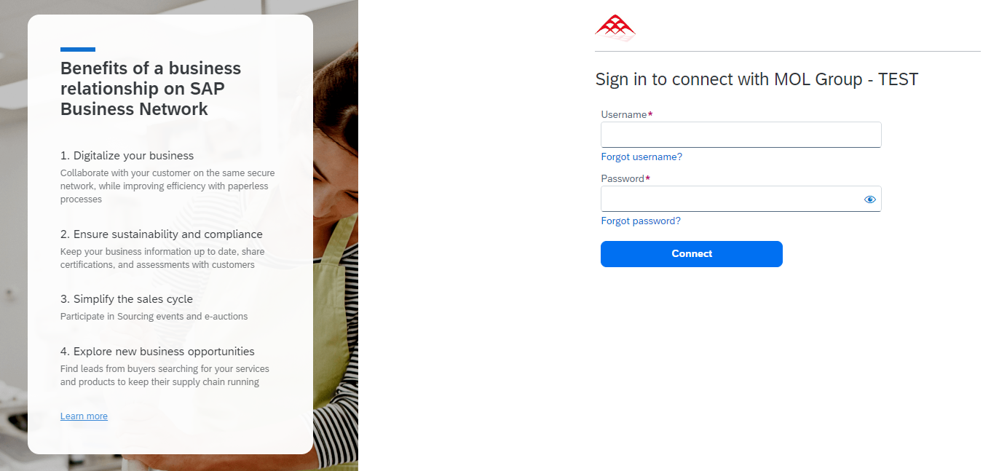 Benefits of a business
relationship on SAP
Business Network
1. Digitalize your business
Collaborate with your customer on the same secure
network, while improving efficiency with paperless
processes
2. Ensure sustainability and compliance
Keep your business information up to date, share
certifications, and assessments with customers
3. Simplify the sales cycle
Participate in Sourcing events and e-auctions
4. Explore new business opportunities
Find leads from buyers searching for your services
and products to keep their supply chain running
Learn more
Sign in to connect with MOL Group - TEST
Username*
Forgot username?
Password*
Forgot password?
Connect